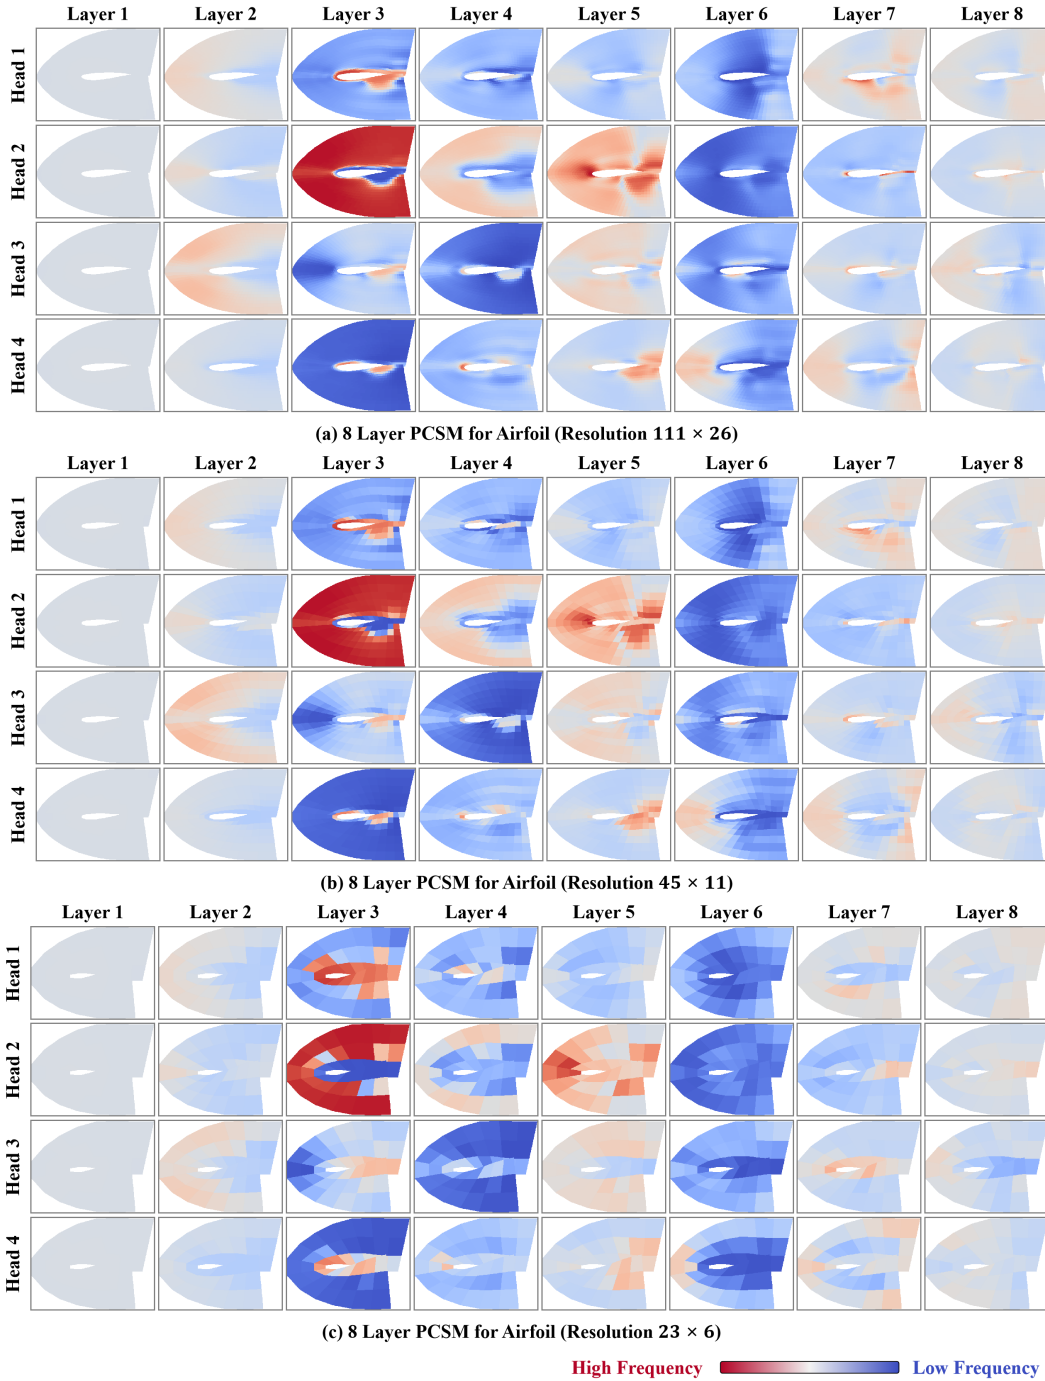 Layer 1 Layer 2 Layer 3 Layer 4 Layer 5 Layer 6 Layer 7 Layer 8
Head 1
Head 2
Head 3
Head 4
(a) 8 Layer PCSM for Airfoil (Resolution 111 × 26)
Layer 1 Layer 2 Layer 3 Layer 4 Layer 5 Layer 6 Layer 7 Layer 8
Head 1
Head 2
Head 3
Head 4
(b) 8 Layer PCSM for Airfoil (Resolution 45 × 11)
Layer 1 Layer 2 Layer 3 Layer 4 Layer 5 Layer 6 Layer 7 Layer 8
Head 1
Head 2
Head 3
Head 4
(c) 8 Layer PCSM for Airfoil (Resolution 23 × 6)
High Frequency Low Frequency